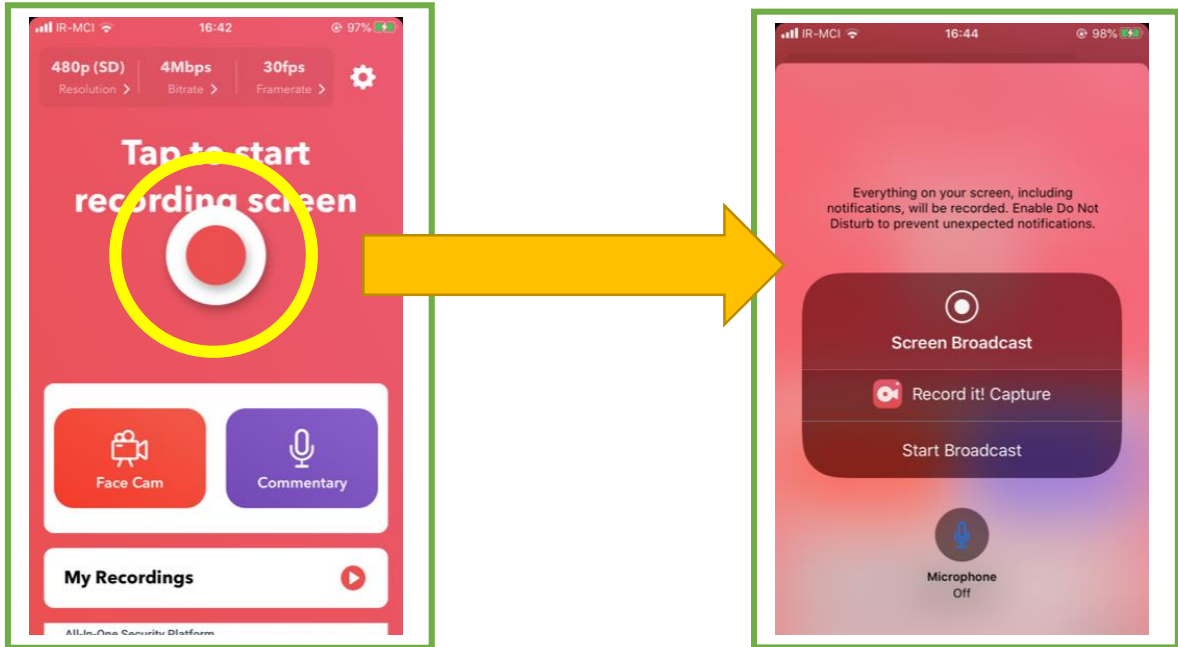 IR-MCI 16:42 97%
480p (SD) 4Mbps 30fps
Resolution > Bitrate > Framerate >
Tap to start
recording screen
Face Cam Commentary
My Recordings
All-In-One Security Platform
IR-MCI 16:44 98%
Everything on your screen, including
notifications, will be recorded. Enable Do Not
Disturb to prevent unexpected notifications.
Screen Broadcast
Record it! Capture
Start Broadcast
Microphone
Off